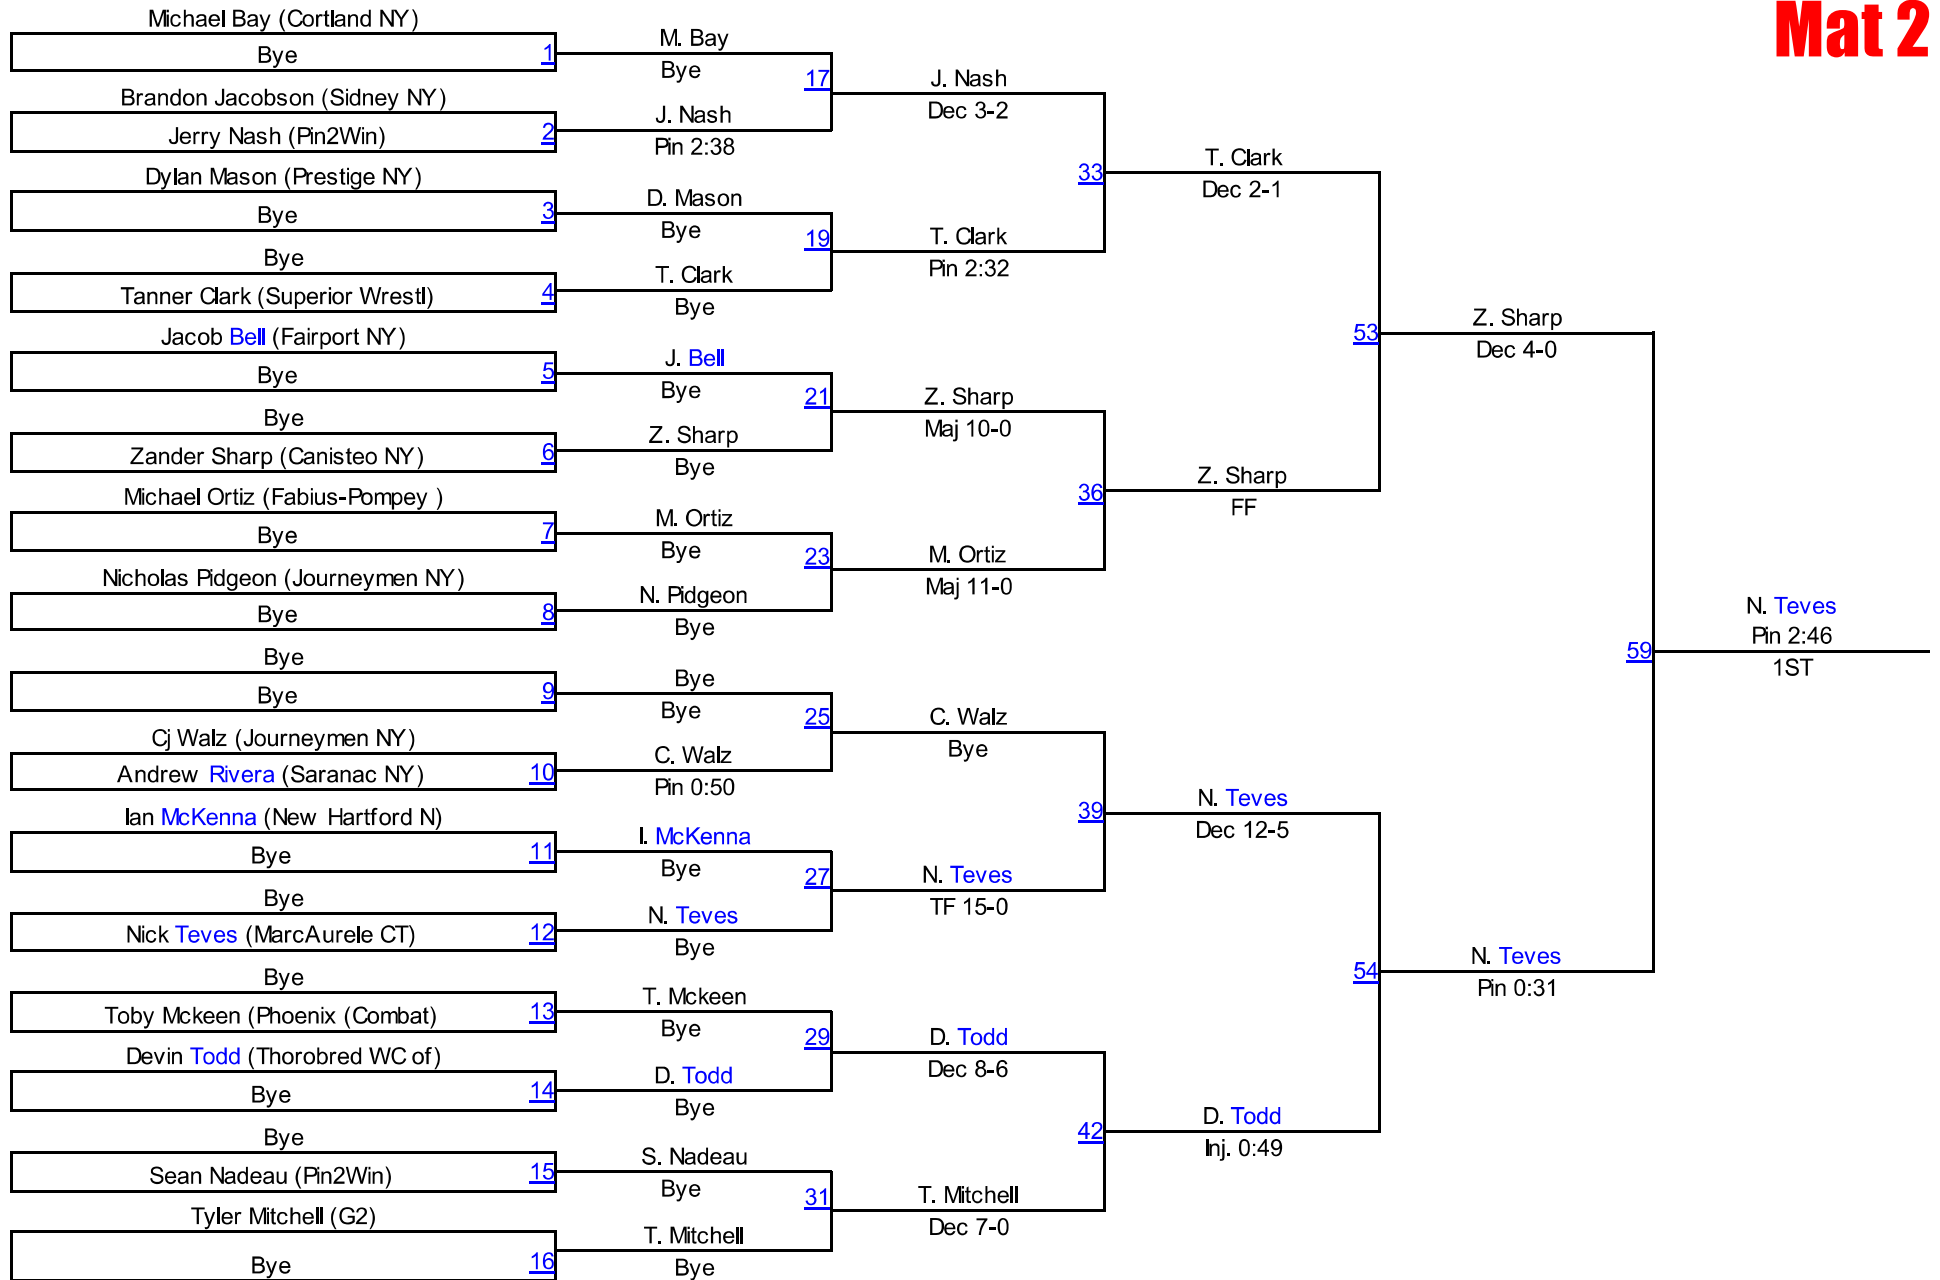 Mat 2
Michael Bay (Cortland NY)
Bye
1
Brandon Jacobson (Sidney NY)
Jerry Nash (Pin2Win)
2
Dylan Mason (Prestige NY)
Bye
3
Bye
Tanner Clark (Superior Wrestl)
4
Jacob Bell (Fairport NY)
Bye
5
Bye
Zander Sharp (Canisteo NY)
6
Michael Ortiz (Fabius-Pompey )
Bye
7
Nicholas Pidgeon (Journeymen NY)
Bye
8
Bye
Bye
9
Cj Walz (Journeymen NY)
Andrew Rivera (Saranac NY)
10
Ian McKenna (New Hartford N)
Bye
11
Bye
Nick Teves (MarcAurele CT)
12
Bye
Toby Mckeen (Phoenix (Combat)
13
Devin Todd (Thorobred WC of)
Bye
14
Bye
Sean Nadeau (Pin2Win)
15
Tyler Mitchell (G2)
Bye
16
M. Bay
Bye
17
J. Nash
Pin 2:38
D. Mason
Bye
19
T. Clark
Bye
J. Bell
Bye
21
Z. Sharp
Bye
M. Ortiz
Bye
23
N. Pidgeon
Bye
Bye
Bye
25
C. Walz
Pin 0:50
I. McKenna
Bye
27
N. Teves
Bye
T. Mckeen
Bye
29
D. Todd
Bye
S. Nadeau
Bye
31
T. Mitchell
Bye
J. Nash
Dec 3-2
33
T. Clark
Pin 2:32
Z. Sharp
Maj 10-0
36
M. Ortiz
Maj 11-0
C. Walz
Bye
39
N. Teves
TF 15-0
D. Todd
Dec 8-6
42
T. Mitchell
Dec 7-0
T. Clark
Dec 2-1
53
Z. Sharp
FF
N. Teves
Dec 12-5
54
D. Todd
Inj. 0:49
Z. Sharp
Dec 4-0
59
N. Teves
Pin 0:31
N. Teves
Pin 2:46
1ST